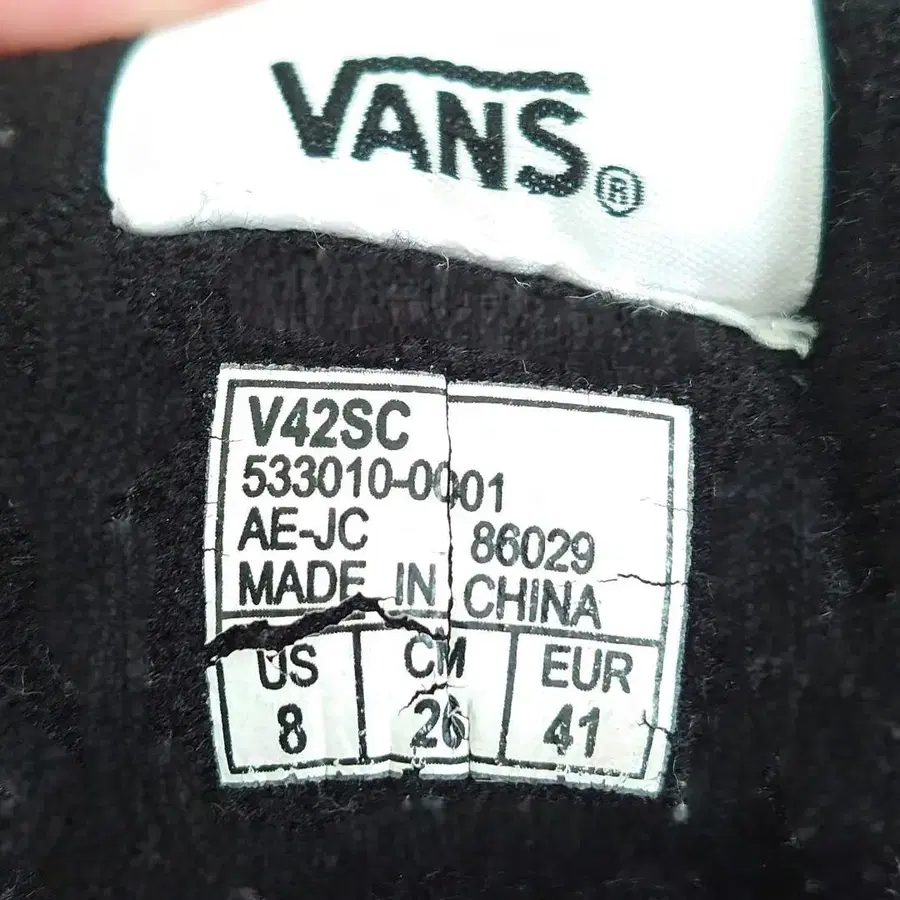 VANS®
V42SC
533010-0001
AE-JC 86029
MADE IN CHINA
US CM EUR
8 26 41